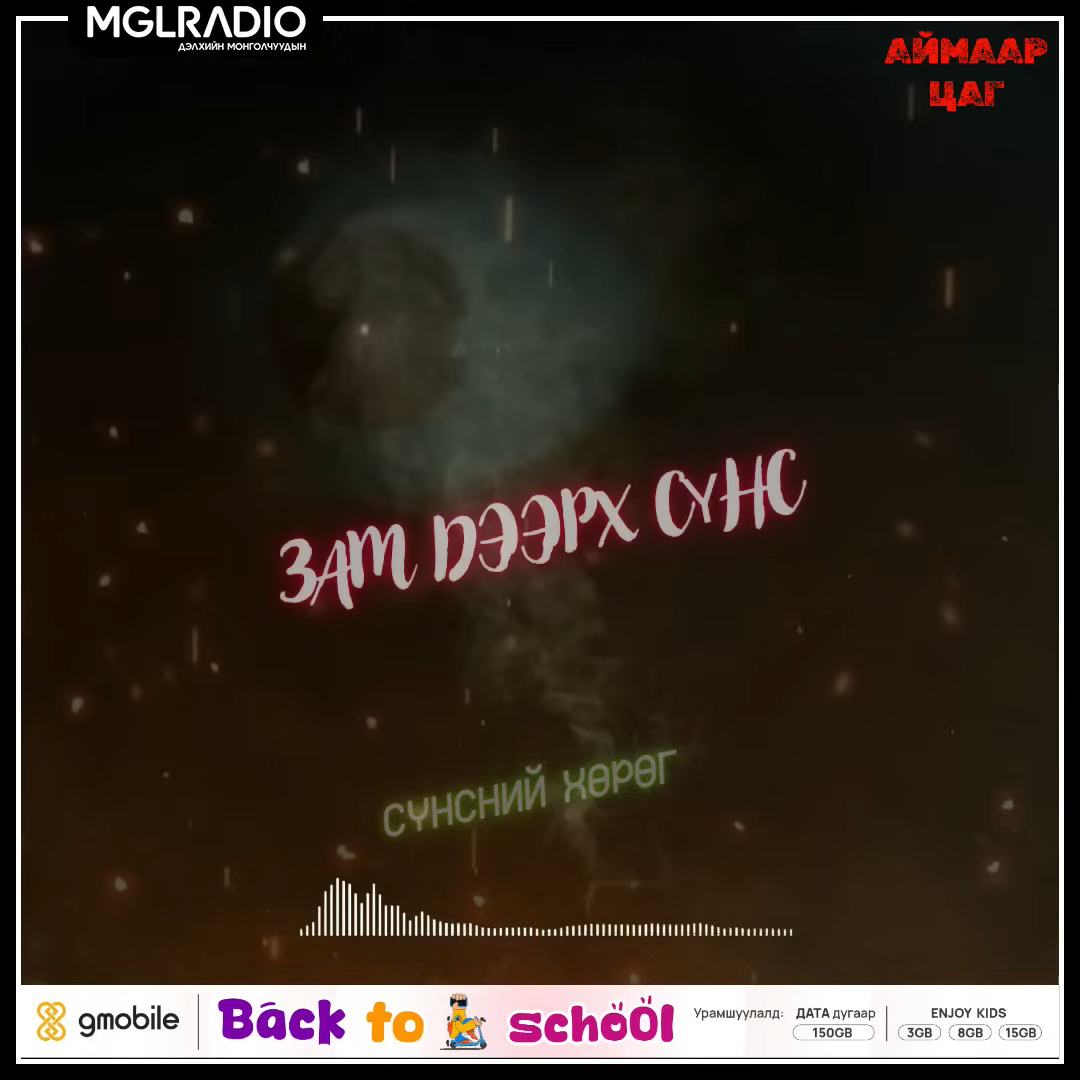 MGLRADIO
ДЭЛХИЙН МОНГОЛЧУУДЫН
АЙМААР
ЦАГ
ЗАМ ДЭЭРХ СҮНС
СҮНСНИЙ ХӨРӨГ
gmobile
Back to school
Урамшуулалд:
ДАТА дугаар
150GB
ENJOY KIDS
3GB 8GB 15GB